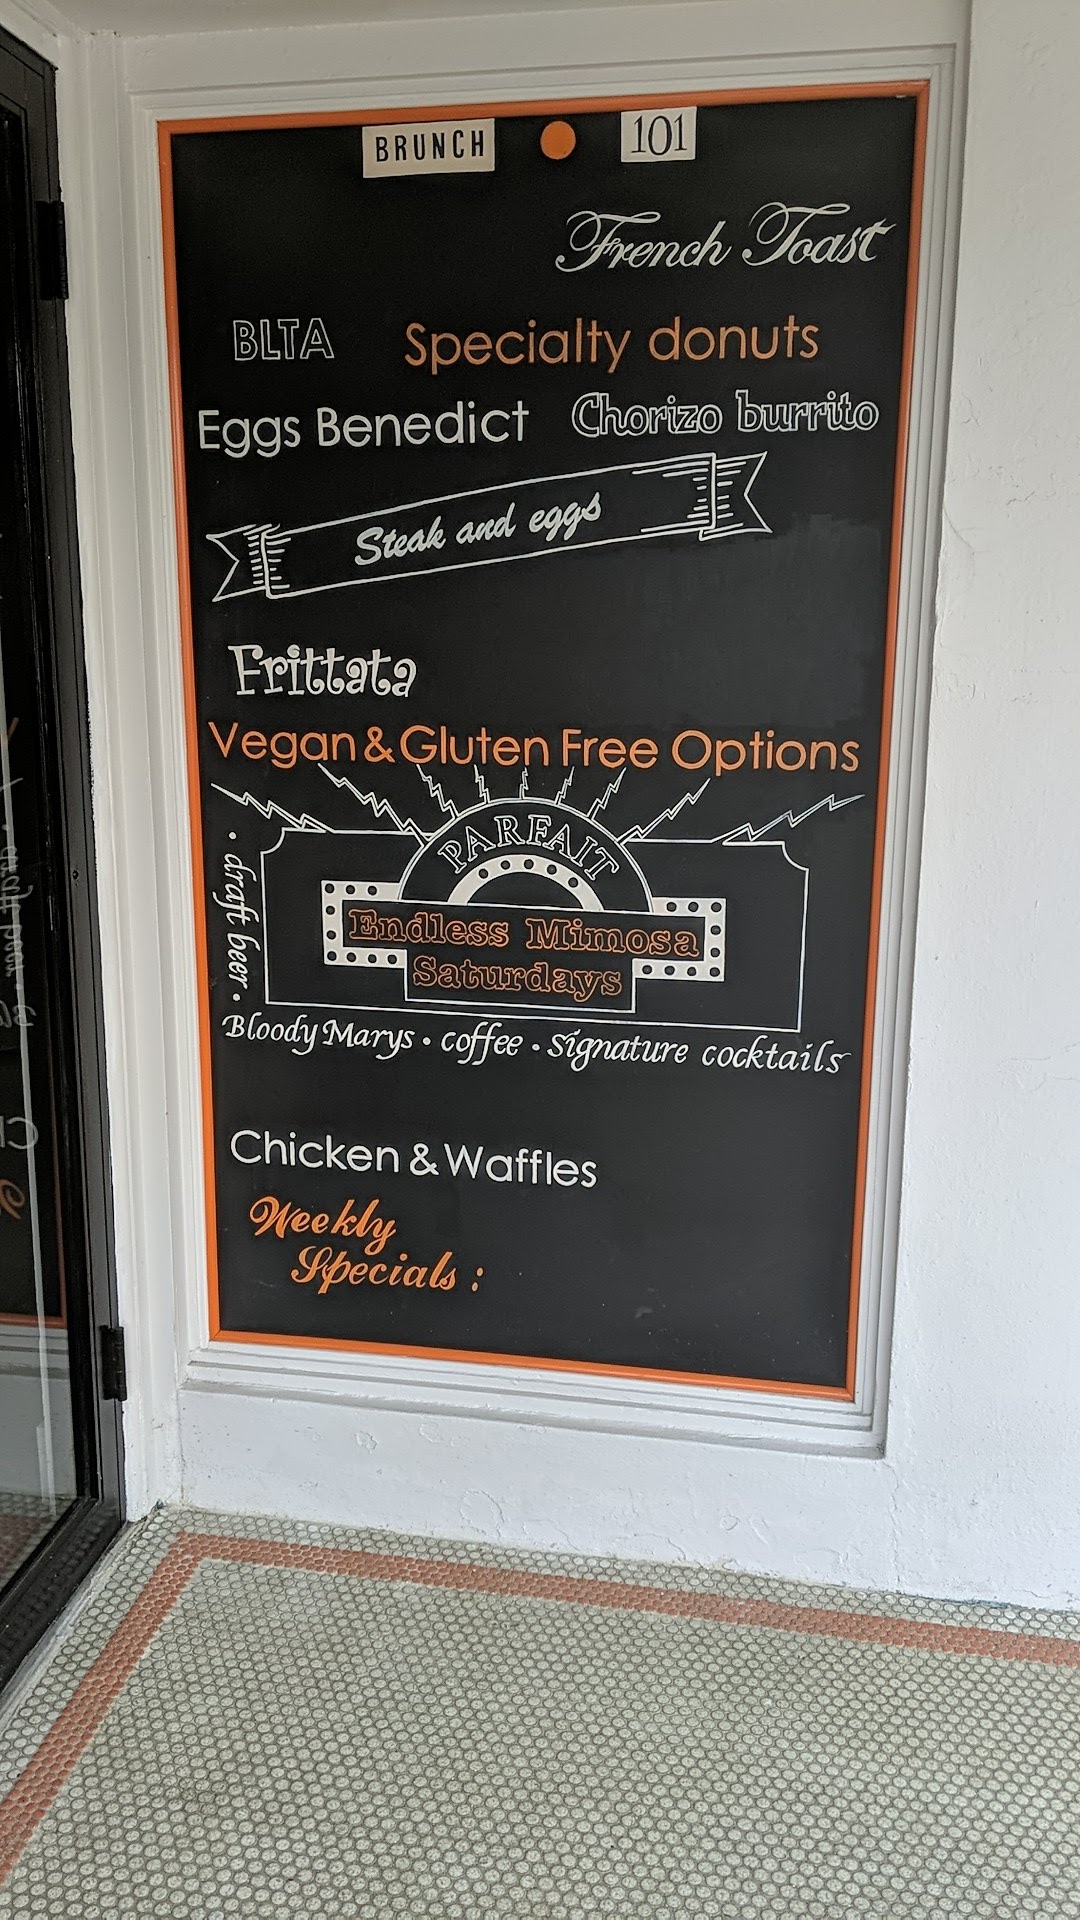 BRUNCH 101
French Toast
BLTA Specialty donuts
Eggs Benedict Chorizo burrito
Steak and eggs
Frittata
Vegan & Gluten Free Options
PARFAIT
Endless Mimosa
Saturdays
• draft beer •
Bloody Marys • coffee • signature cocktails
Chicken & Waffles
Weekly
Specials :